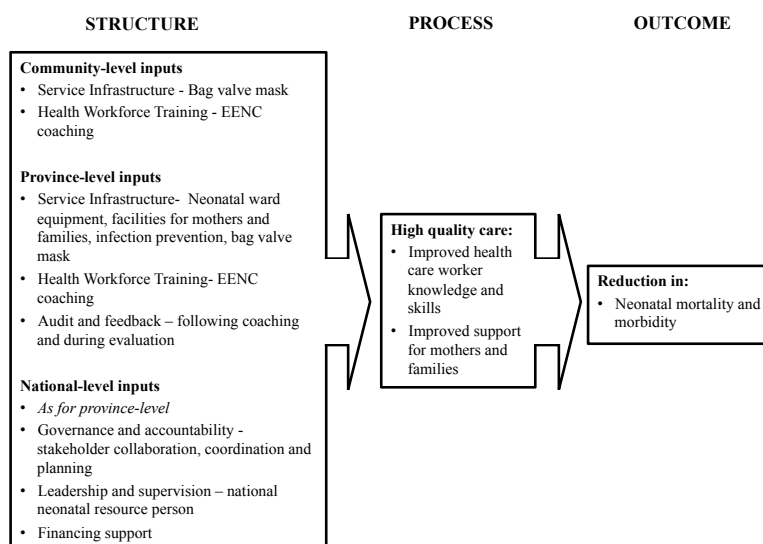 STRUCTURE
PROCESS
OUTCOME
Community-level inputs
• Service Infrastructure - Bag valve mask
• Health Workforce Training - EENC
coaching
Province-level inputs
• Service Infrastructure-  Neonatal ward
equipment, facilities for mothers and
families, infection prevention, bag valve
mask
• Health Workforce Training- EENC
coaching
• Audit and feedback – following coaching
and during evaluation
National-level inputs
• As for province-level
• Governance and accountability -
stakeholder collaboration, coordination and
planning
• Leadership and supervision – national
neonatal resource person
• Financing support
High quality care:
• Improved health
care worker
knowledge and
skills
• Improved support
for mothers and
families
Reduction in:
• Neonatal mortality and
morbidity